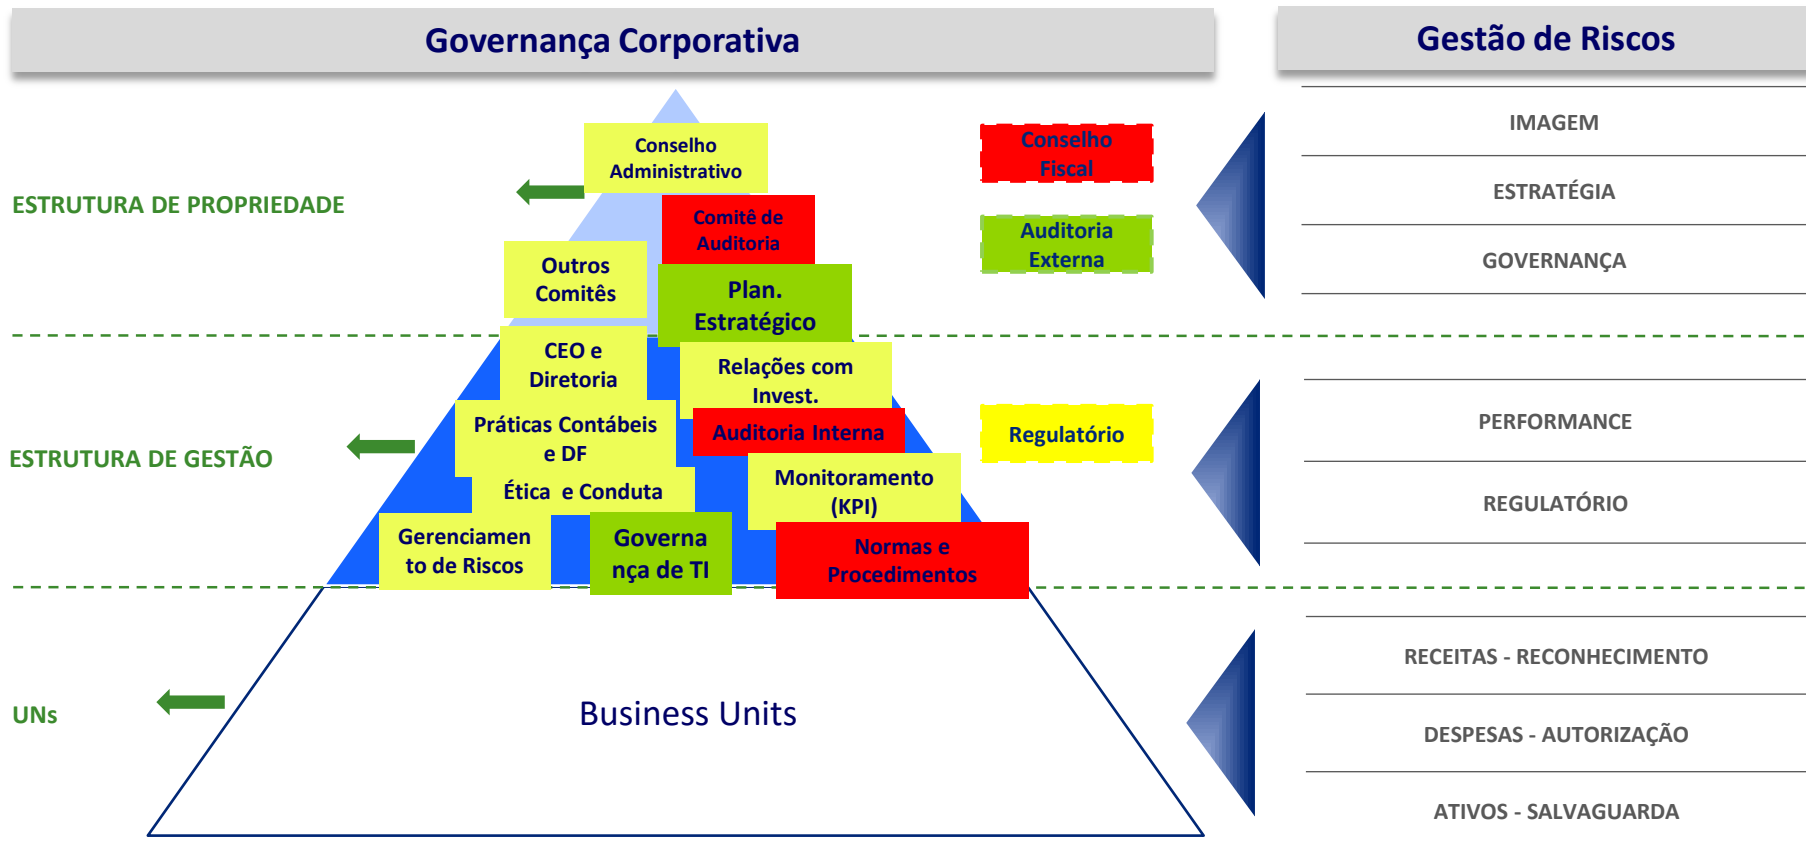 Governança Corporativa
Gestão de Riscos
Conselho
Administrativo
Conselho
Fiscal
IMAGEM
ESTRUTURA DE PROPRIEDADE
Comitê de
Auditoria
Auditoria
Externa
ESTRATÉGIA
Outros
Comitês
Plan.
Estratégico
GOVERNANÇA
CEO e
Diretoria
Relações com
Invest.
PERFORMANCE
Práticas Contábeis
e DF
Auditoria Interna
Regulatório
ESTRUTURA DE GESTÃO
Ética e Conduta
Monitoramento
(KPI)
REGULATÓRIO
Gerenciamen
to de Riscos
Governa
nça de TI
Normas e
Procedimentos
UNs
Business Units
RECEITAS - RECONHECIMENTO
DESPESAS - AUTORIZAÇÃO
ATIVOS - SALVAGUARDA